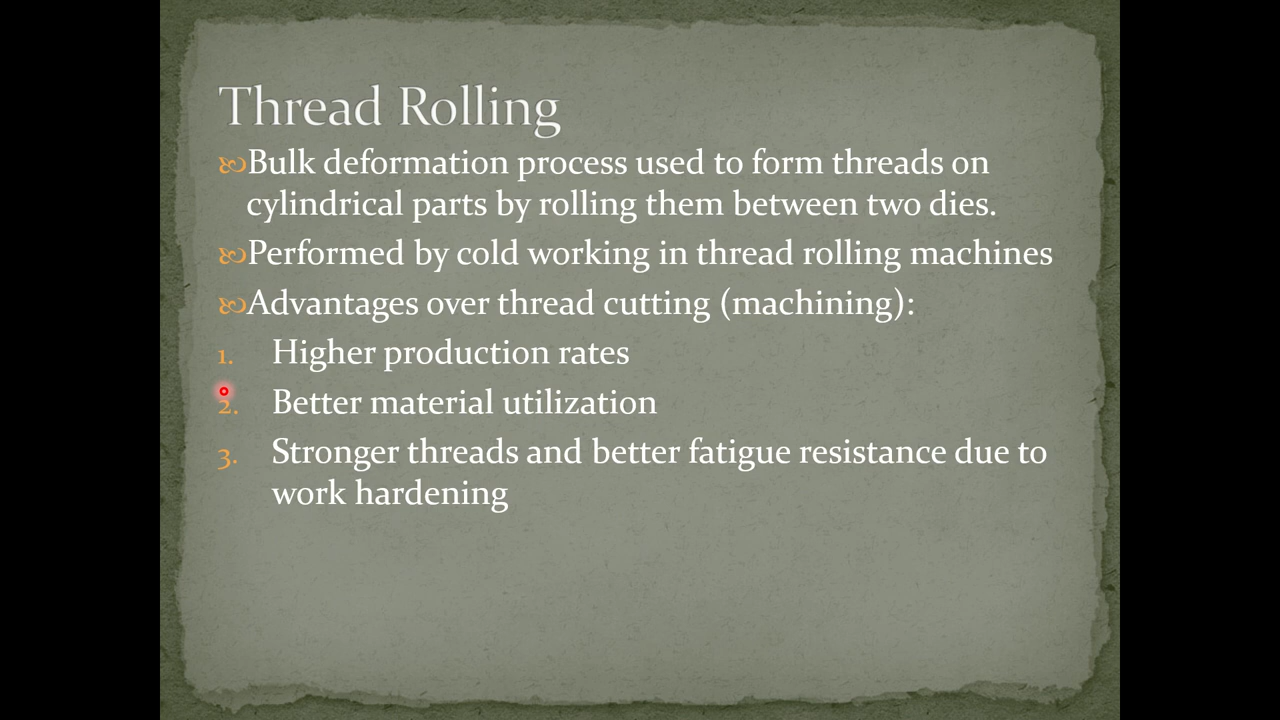 Thread Rolling
Bulk deformation process used to form threads on
cylindrical parts by rolling them between two dies.
Performed by cold working in thread rolling machines
Advantages over thread cutting (machining):
1. Higher production rates
2. Better material utilization
3. Stronger threads and better fatigue resistance due to
work hardening